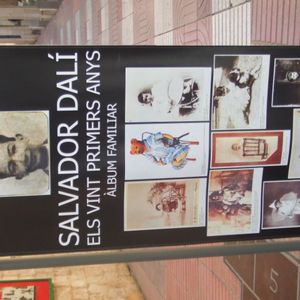 SALVADOR DALÍ
ELS VINT PRIMERS ANYS
ÀLBUM FAMILIAR